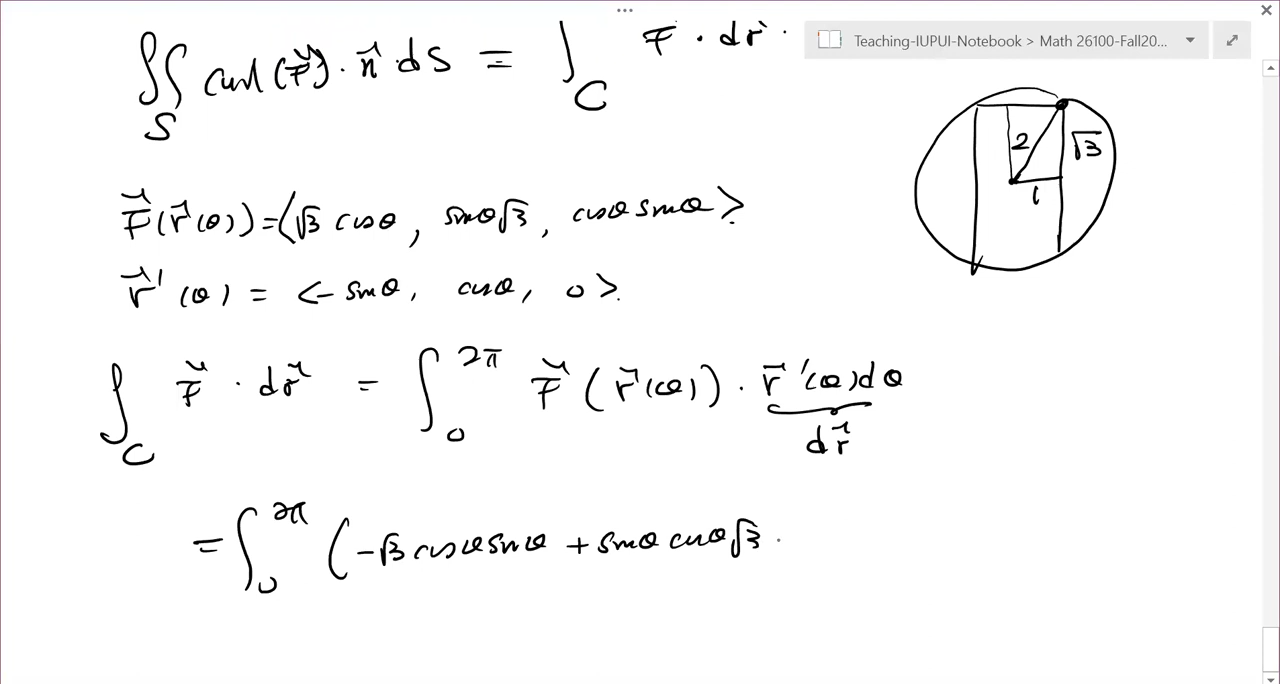 ∬_S curl(F⃗)·n⃗ dS = ∫_C F·dr.
Teaching-IUPUI-Notebook > Math 26100-Fall20...
2 √3
1
F⃗(r⃗(θ))=⟨√3 cosθ, sinθ√3, cosθ sinθ⟩.
r⃗'(θ) = <-sinθ, cosθ, 0>.
∫_C F⃗ · dr⃗ = ∫_0^2π F⃗(r⃗(θ)) · r⃗'(θ)dθ
dr⃗
= ∫_0^2π (-√3 cosθ sinθ + sinθ cosθ√3